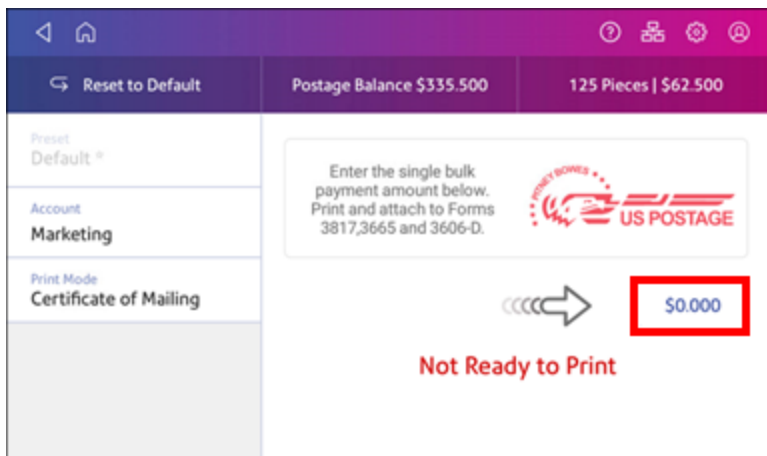 Reset to Default
Postage Balance $335.500
125 Pieces | $62.500
Preset
Default *
Account
Marketing
Print Mode
Certificate of Mailing
Enter the single bulk
payment amount below.
Print and attach to Forms
3817,3665 and 3606-D.
PITNEY BOWES
US POSTAGE
$0.000
Not Ready to Print